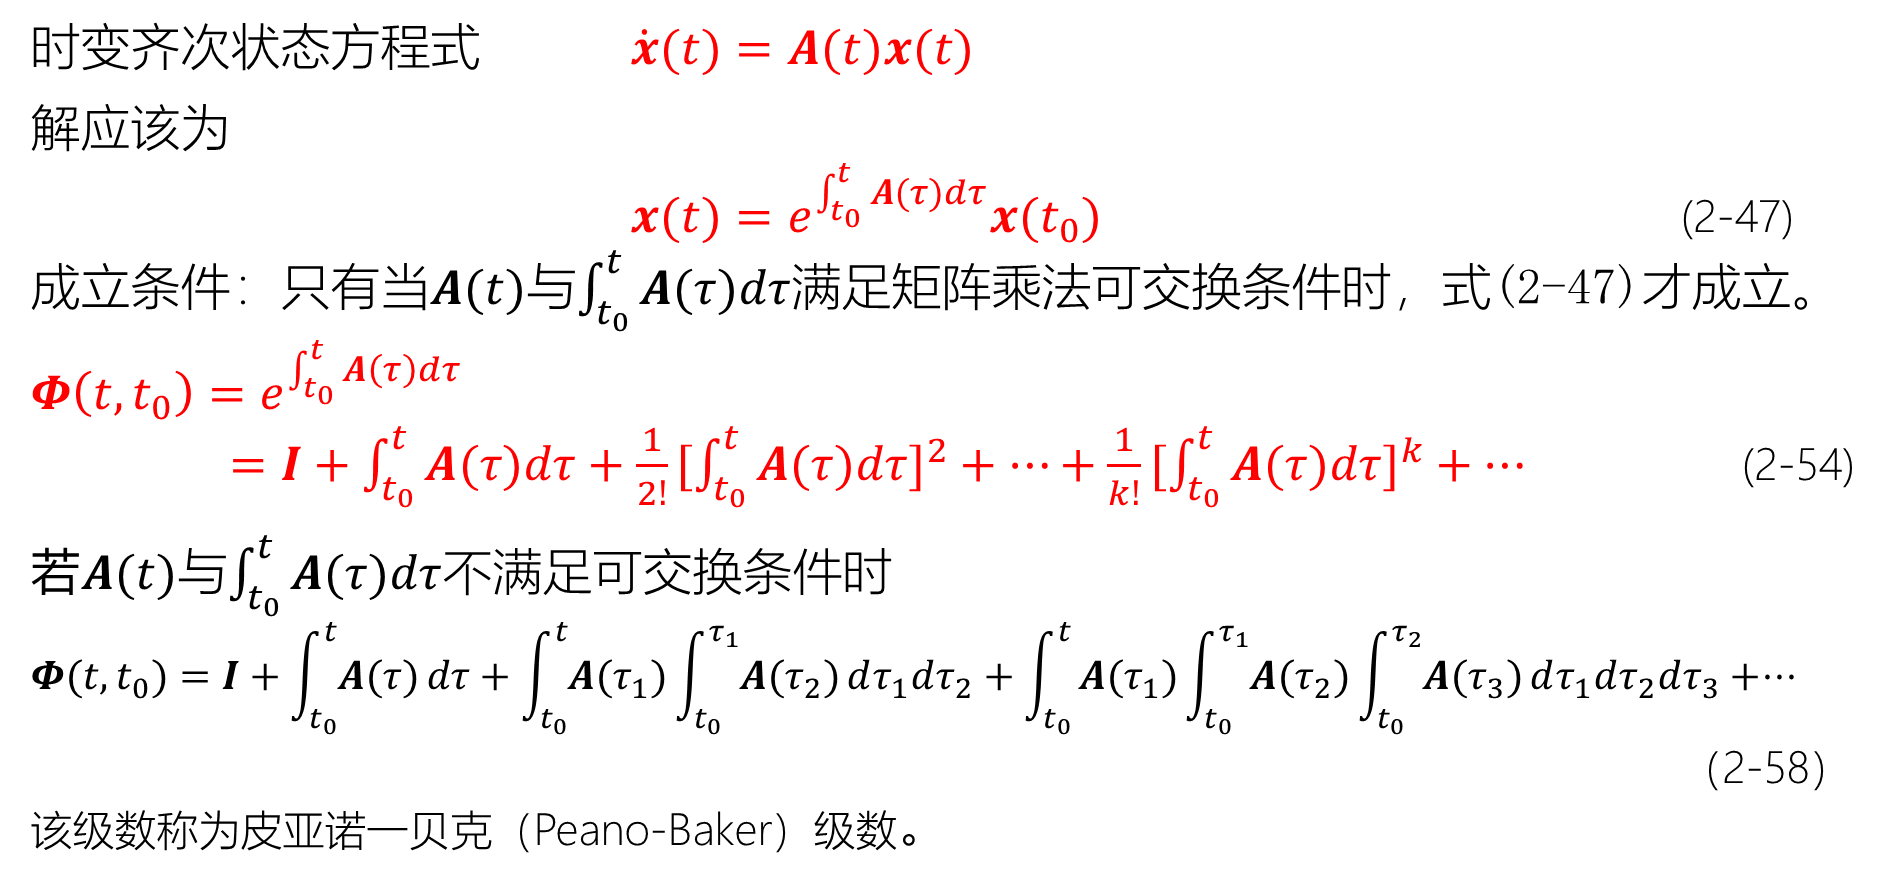 时变齐次状态方程式 ẋ(t) = A(t)x(t)
解应该为
x(t) = e^{∫_{t₀}^{t} A(τ)dτ} x(t₀) (2-47)
成立条件：只有当A(t)与∫_{t₀}^{t} A(τ)dτ满足矩阵乘法可交换条件时，式(2-47)才成立。
Φ(t, t₀) = e^{∫_{t₀}^{t} A(τ)dτ}
= I + ∫_{t₀}^{t} A(τ)dτ + 1/2! [∫_{t₀}^{t} A(τ)dτ]² + ⋯ + 1/k! [∫_{t₀}^{t} A(τ)dτ]^k + ⋯ (2-54)
若A(t)与∫_{t₀}^{t} A(τ)dτ不满足可交换条件时
Φ(t, t₀) = I + ∫_{t₀}^{t} A(τ) dτ + ∫_{t₀}^{t} A(τ₁) ∫_{t₀}^{τ₁} A(τ₂) dτ₁dτ₂ + ∫_{t₀}^{t} A(τ₁) ∫_{t₀}^{τ₁} A(τ₂) ∫_{t₀}^{τ₂} A(τ₃) dτ₁dτ₂dτ₃ +⋯
(2-58)
该级数称为皮亚诺一贝克（Peano-Baker）级数。